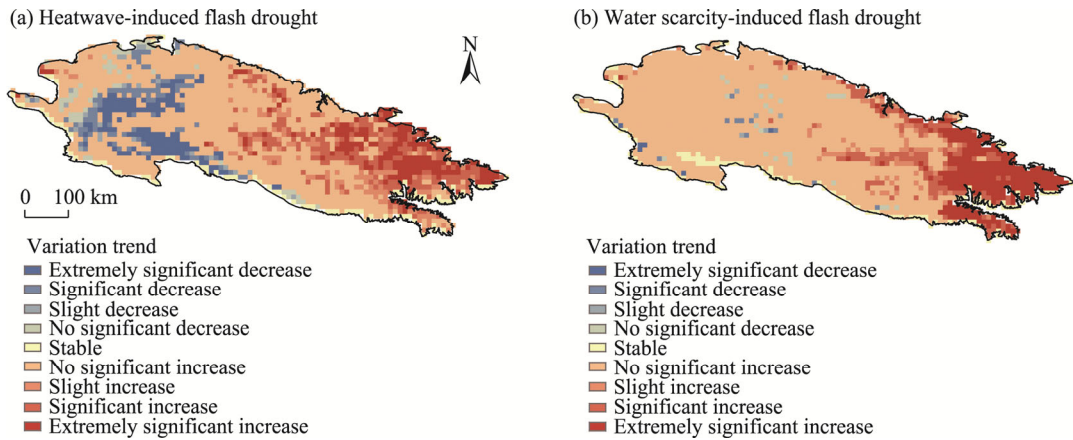 (a) Heatwave-induced flash drought
N
0 100 km
Variation trend
Extremely significant decrease
Significant decrease
Slight decrease
No significant decrease
Stable
No significant increase
Slight increase
Significant increase
Extremely significant increase
(b) Water scarcity-induced flash drought
Variation trend
Extremely significant decrease
Significant decrease
Slight decrease
No significant decrease
Stable
No significant increase
Slight increase
Significant increase
Extremely significant increase